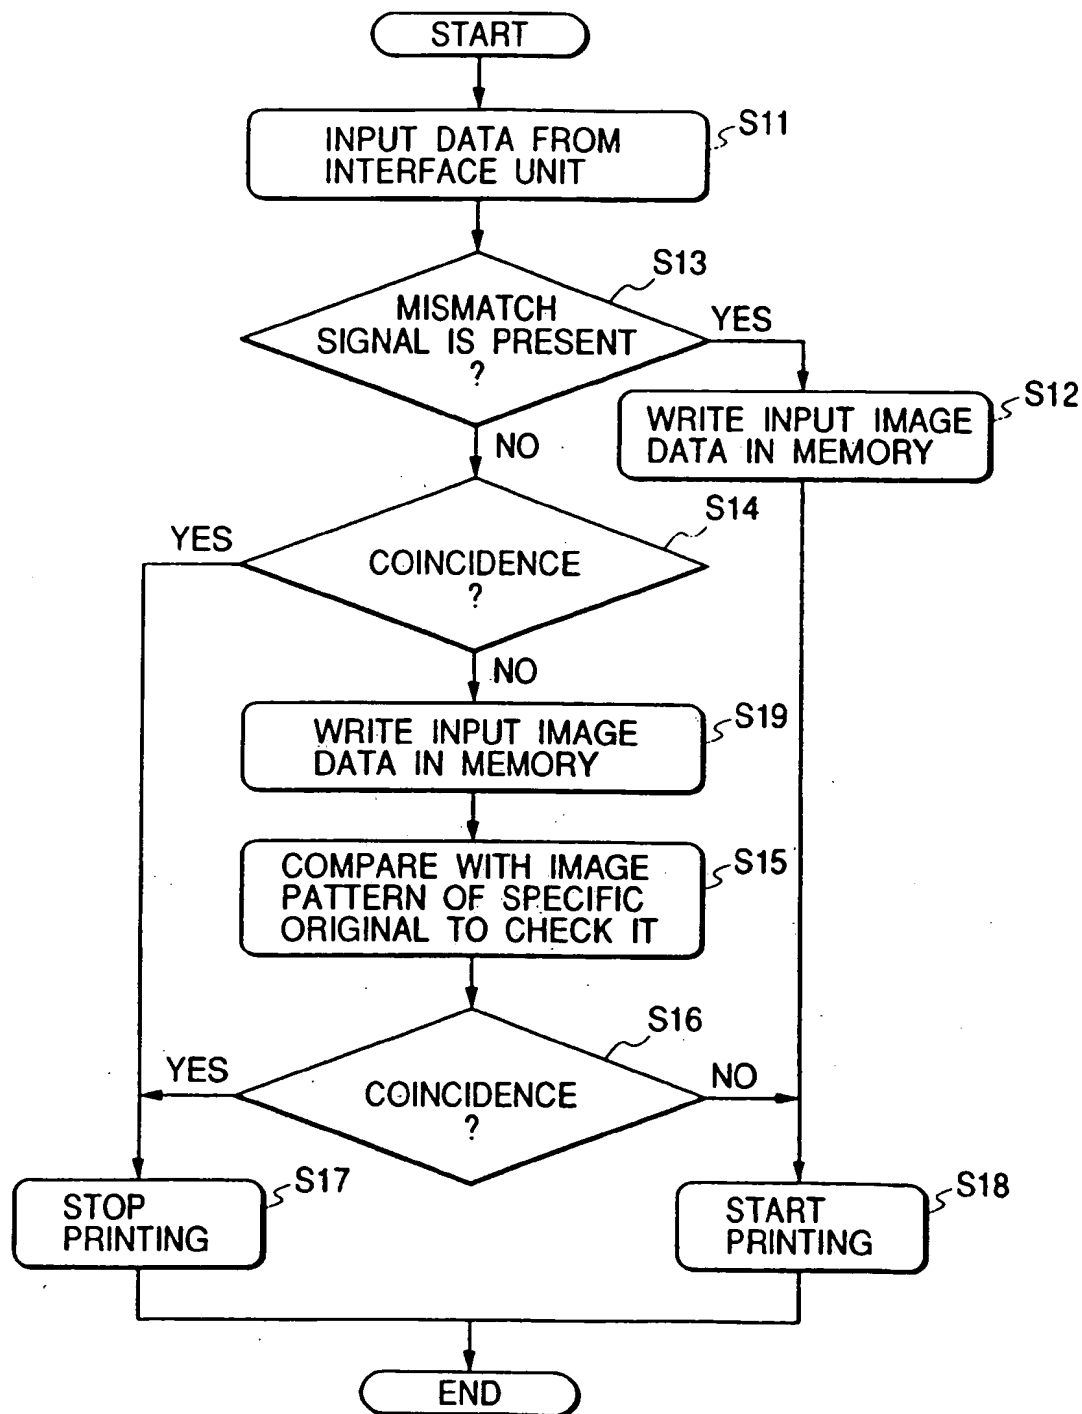 START
INPUT DATA FROM
INTERFACE UNIT
S11
S13
MISMATCH
SIGNAL IS PRESENT
?
YES
NO
WRITE INPUT IMAGE
DATA IN MEMORY
S12
S14
YES
COINCIDENCE
?
NO
WRITE INPUT IMAGE
DATA IN MEMORY
S19
COMPARE WITH IMAGE
PATTERN OF SPECIFIC
ORIGINAL TO CHECK IT
S15
S16
YES
COINCIDENCE
?
NO
STOP
PRINTING
S17
START
PRINTING
S18
END